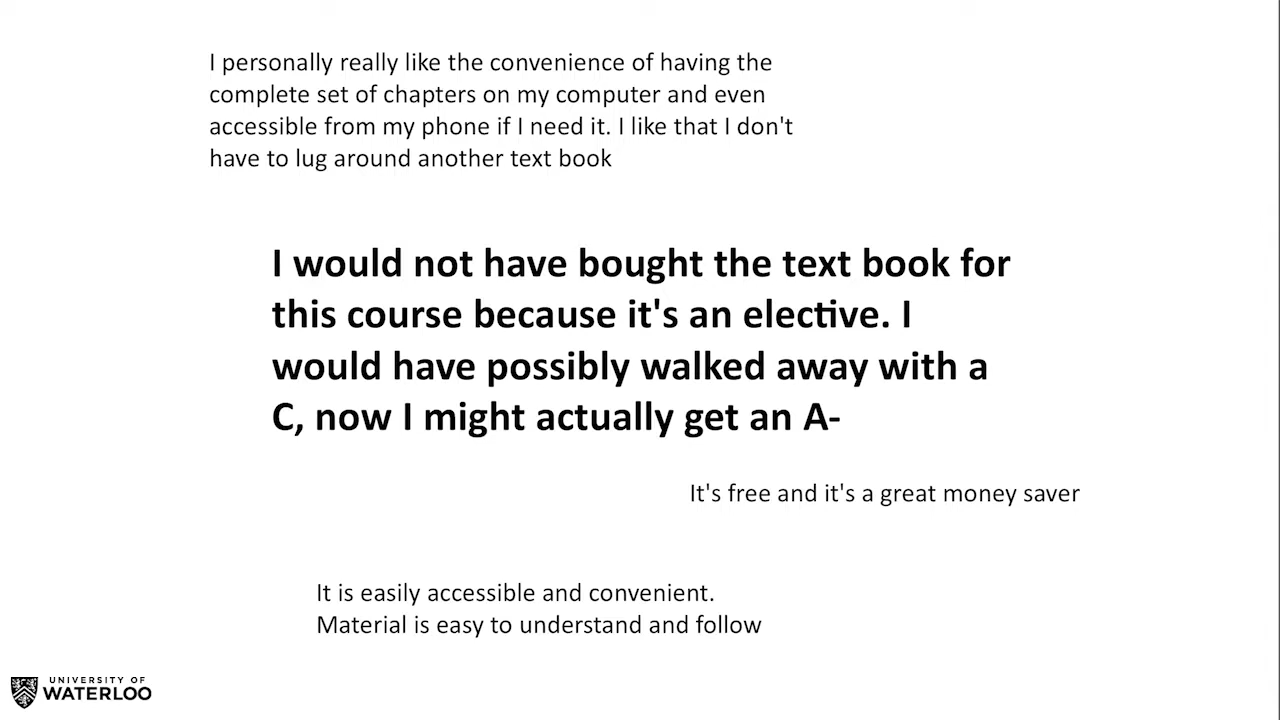 I personally really like the convenience of having the
complete set of chapters on my computer and even
accessible from my phone if I need it. I like that I don't
have to lug around another text book
I would not have bought the text book for
this course because it's an elective. I
would have possibly walked away with a
C, now I might actually get an A-
It's free and it's a great money saver
It is easily accessible and convenient.
Material is easy to understand and follow
UNIVERSITY OF
WATERLOO